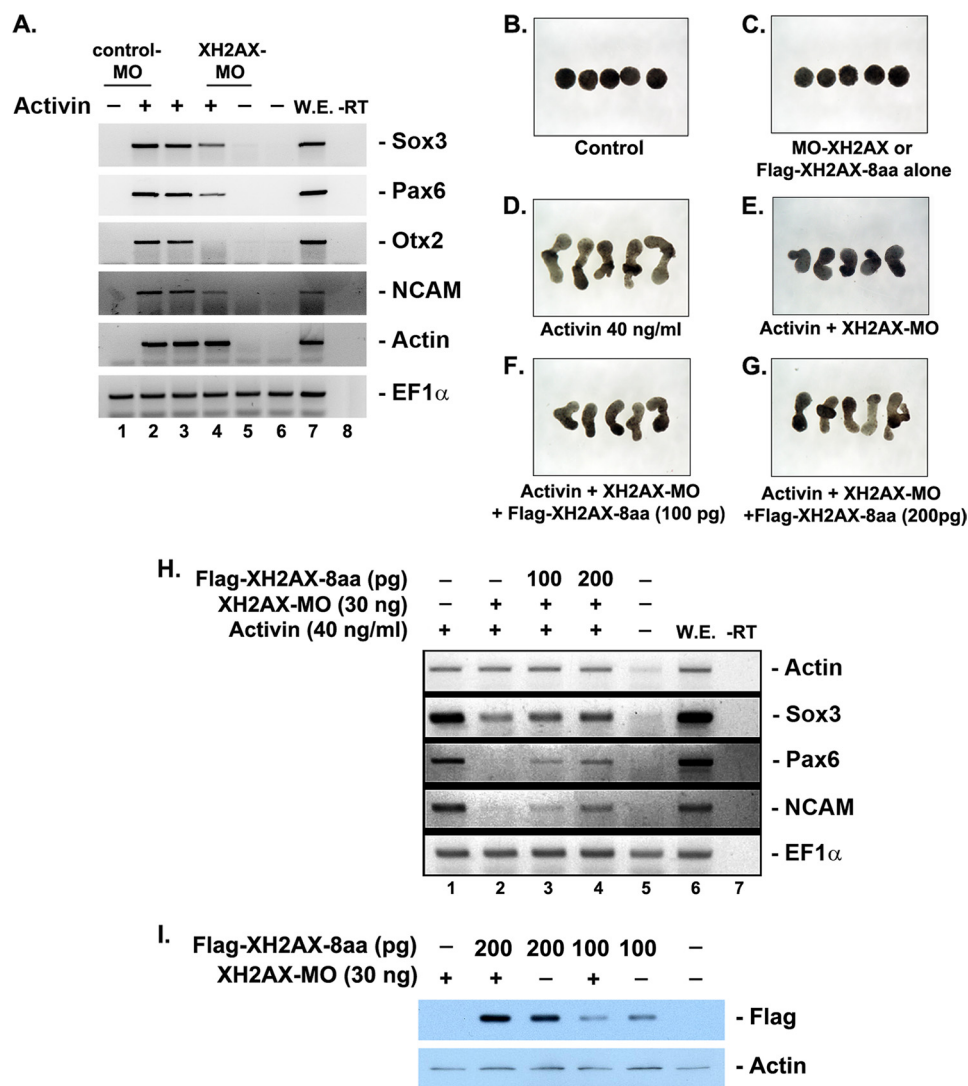 A.
control-
MO
XH2AX-
MO
Activin – + + + – – W.E. -RT
- Sox3
- Pax6
- Otx2
- NCAM
- Actin
- EF1α
1 2 3 4 5 6 7 8
B.
Control
C.
MO-XH2AX or
Flag-XH2AX-8aa alone
D.
Activin 40 ng/ml
E.
Activin + XH2AX-MO
F.
Activin + XH2AX-MO
+ Flag-XH2AX-8aa (100 pg)
G.
Activin + XH2AX-MO
+Flag-XH2AX-8aa (200pg)
H.
Flag-XH2AX-8aa (pg) – – 100 200 –
XH2AX-MO (30 ng) – + + + –
Activin (40 ng/ml) + + + + – W.E. -RT
- Actin
- Sox3
- Pax6
- NCAM
- EF1α
1 2 3 4 5 6 7
I.
Flag-XH2AX-8aa (pg) – 200 200 100 100 –
XH2AX-MO (30 ng) + + – + – –
- Flag
- Actin